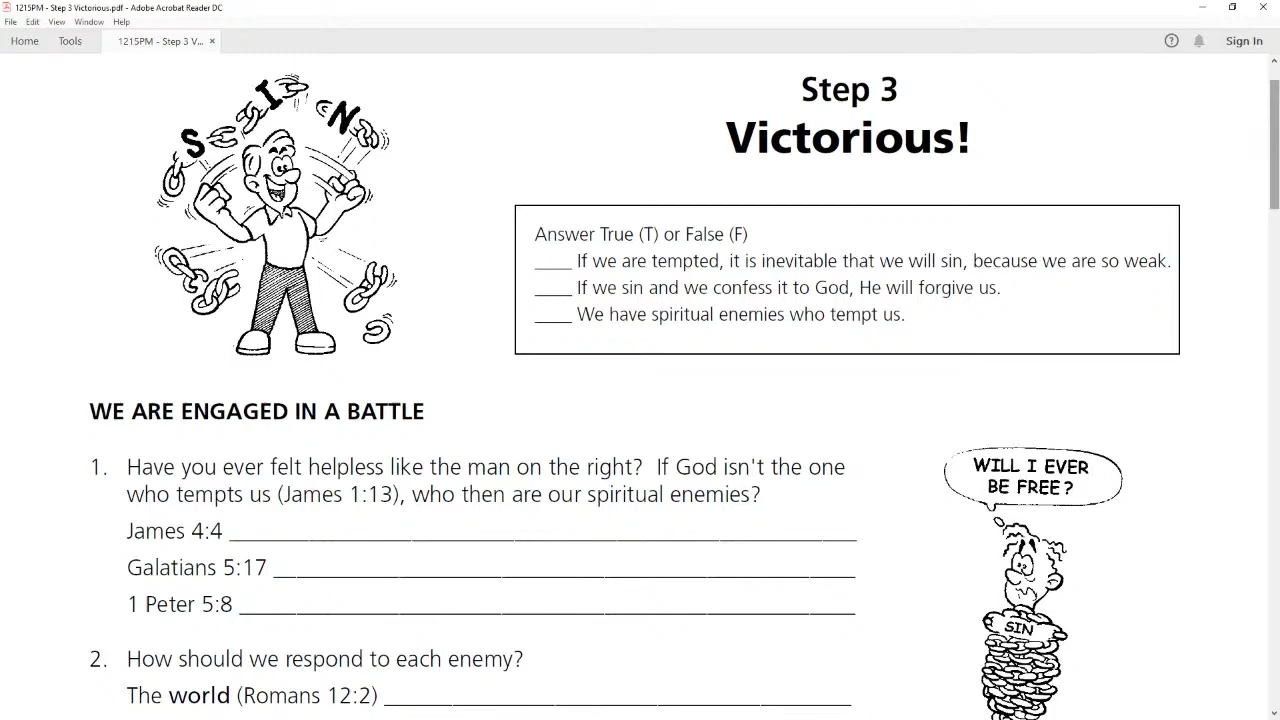 1215PM - Step 3 Victorious.pdf - Adobe Acrobat Reader DC
File Edit View Window Help
Home Tools 1215PM - Step 3 V... × Sign In
S I N
Step 3
Victorious!
Answer True (T) or False (F)
____ If we are tempted, it is inevitable that we will sin, because we are so weak.
____ If we sin and we confess it to God, He will forgive us.
____ We have spiritual enemies who tempt us.
WE ARE ENGAGED IN A BATTLE
1. Have you ever felt helpless like the man on the right? If God isn't the one
who tempts us (James 1:13), who then are our spiritual enemies?
James 4:4 ____
Galatians 5:17 ____
1 Peter 5:8 ____
WILL I EVER
BE FREE?
SIN
2. How should we respond to each enemy?
The world (Romans 12:2) ____